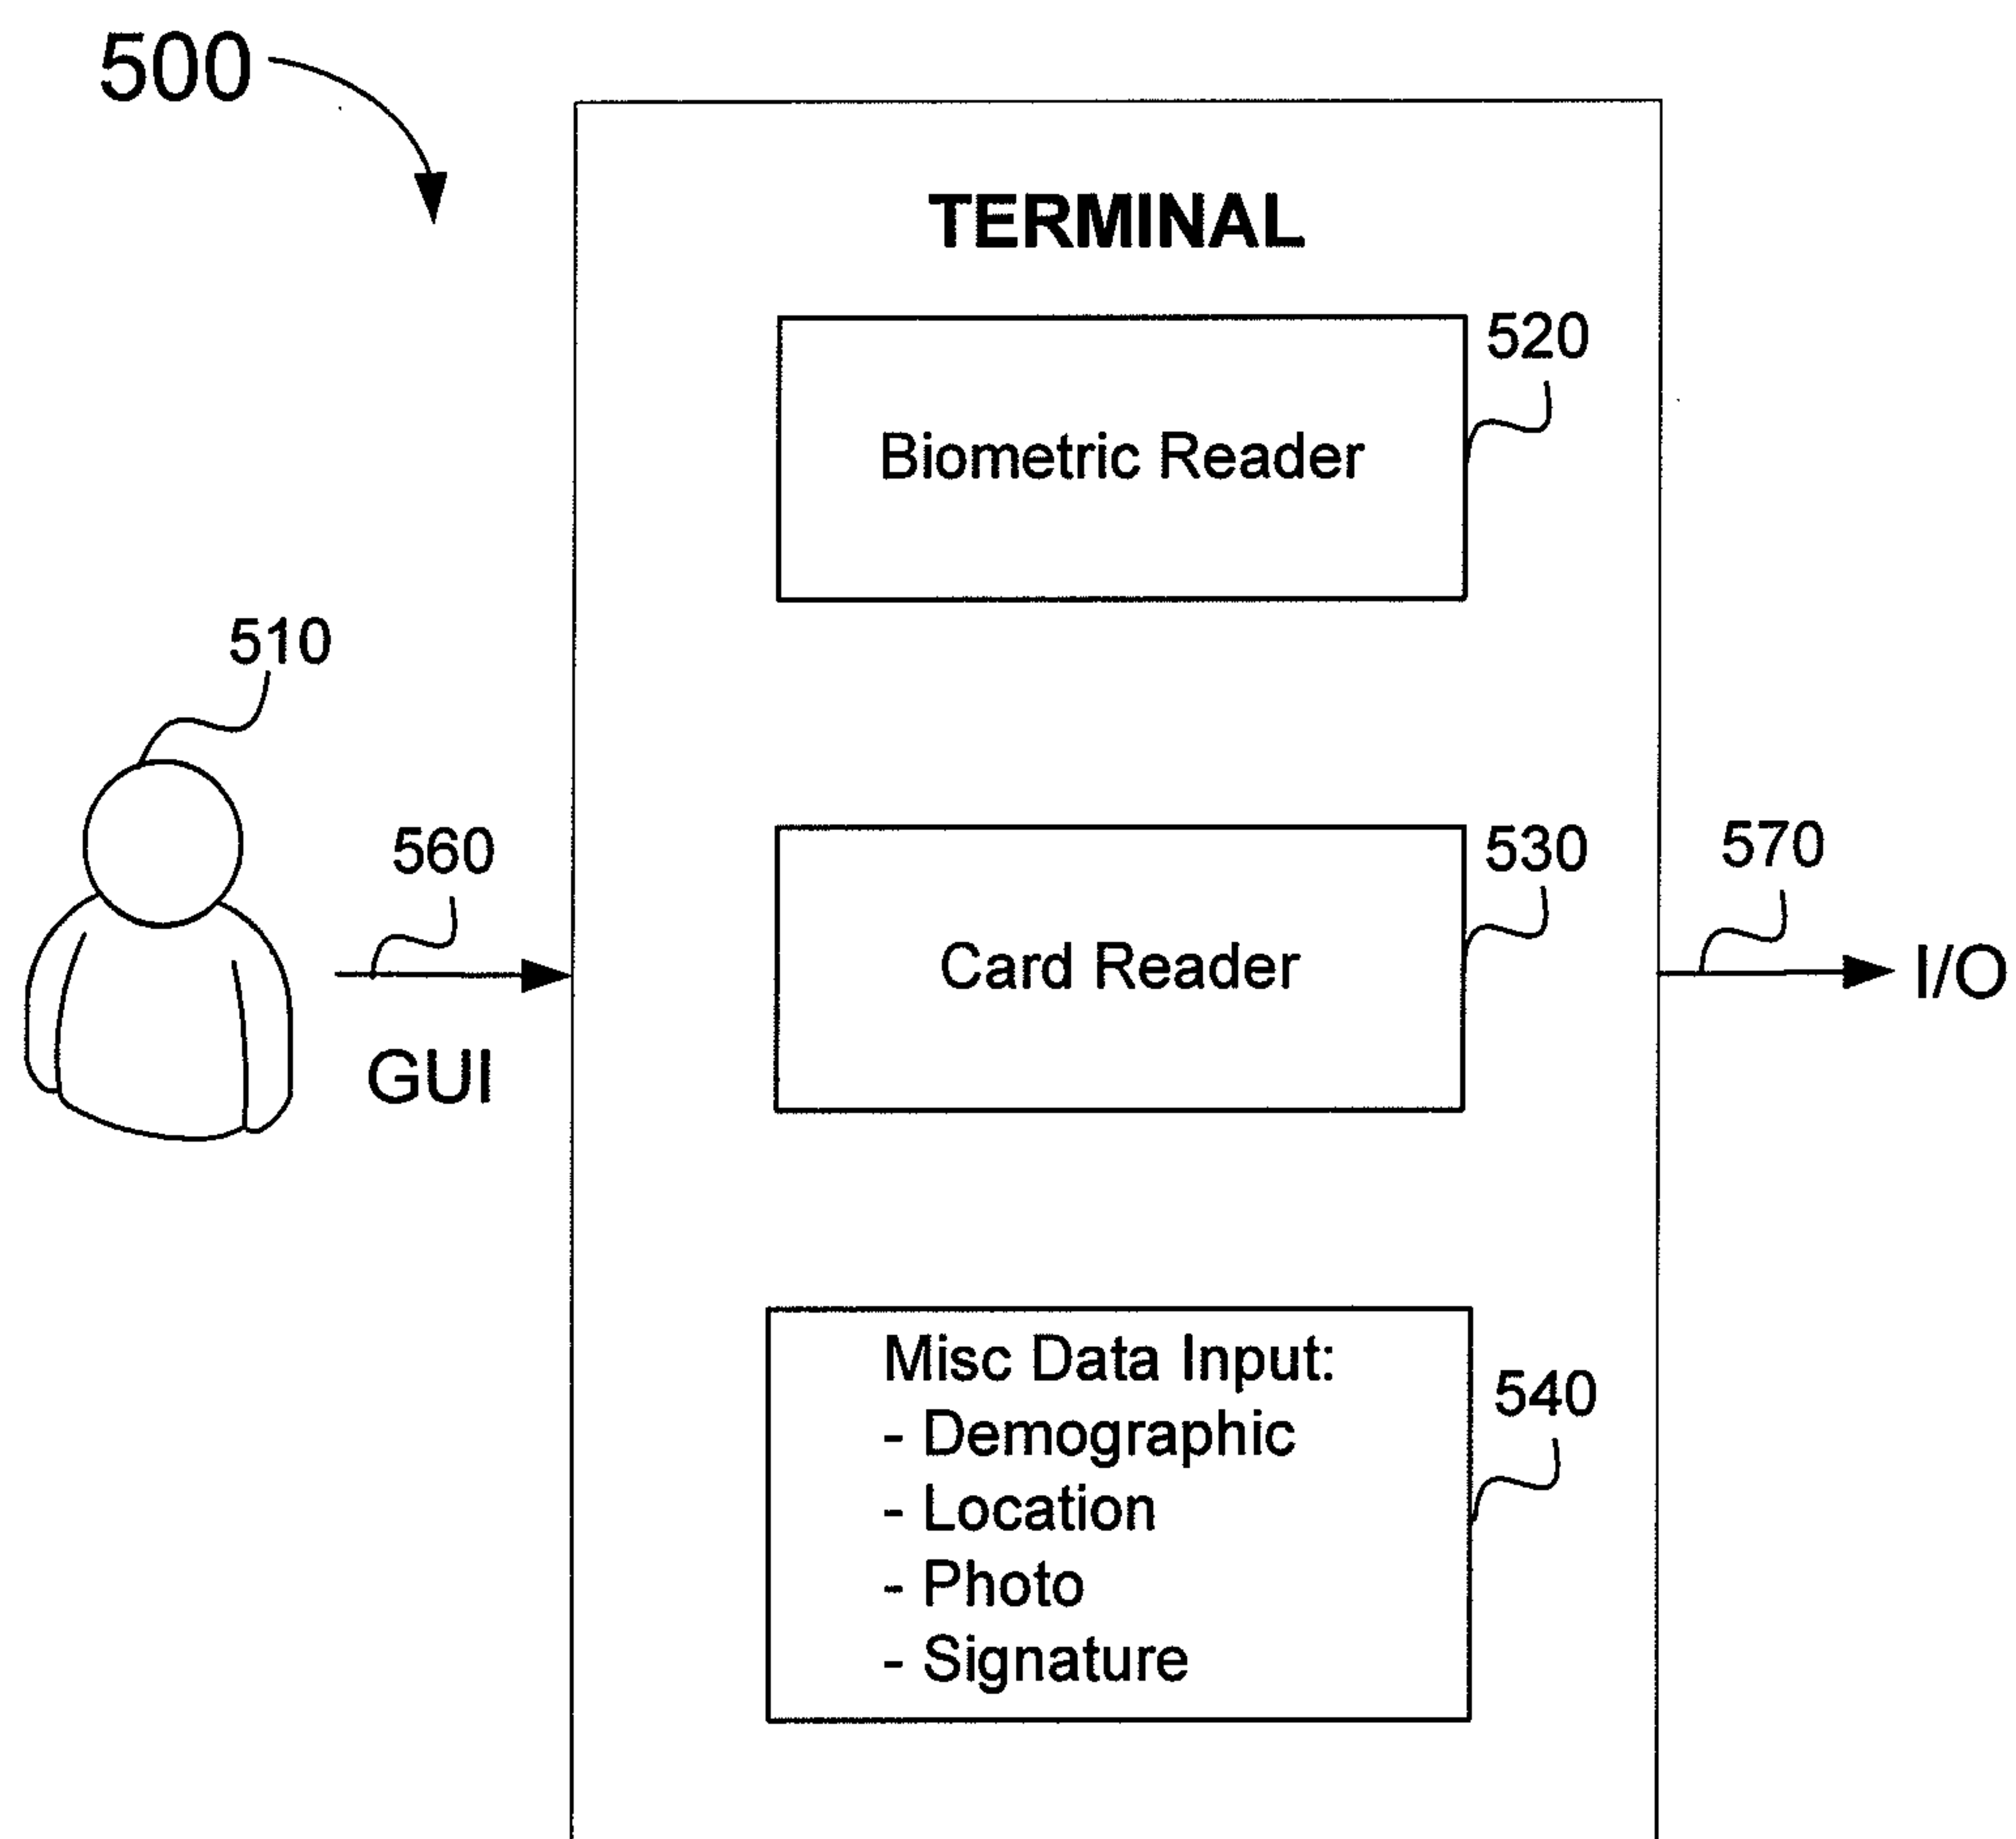 500
TERMINAL
520
Biometric Reader
510
560
530
570
Card Reader
I/O
GUI
Misc Data Input:
- Demographic
540
- Location
- Photo
- Signature